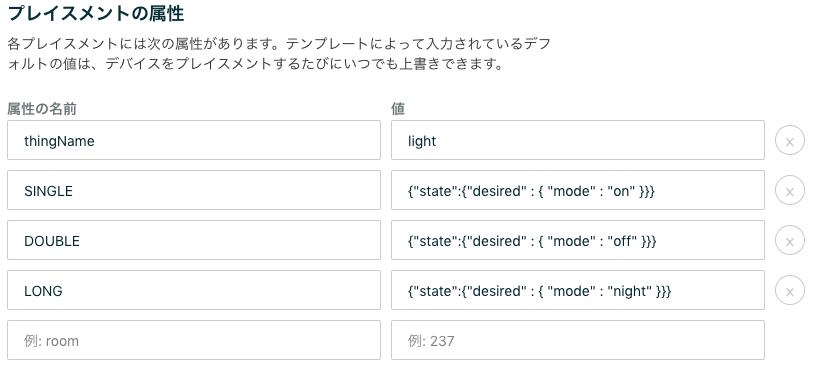 プレイスメントの属性
各プレイスメントには次の属性があります。テンプレートによって入力されているデフ
ォルトの値は、デバイスをプレイスメントするたびにいつでも上書きできます。
属性の名前 値
thingName light x
SINGLE {"state":{"desired" : { "mode" : "on" }}} x
DOUBLE {"state":{"desired" : { "mode" : "off" }}} x
LONG {"state":{"desired" : { "mode" : "night" }}} x
例: room 例: 237